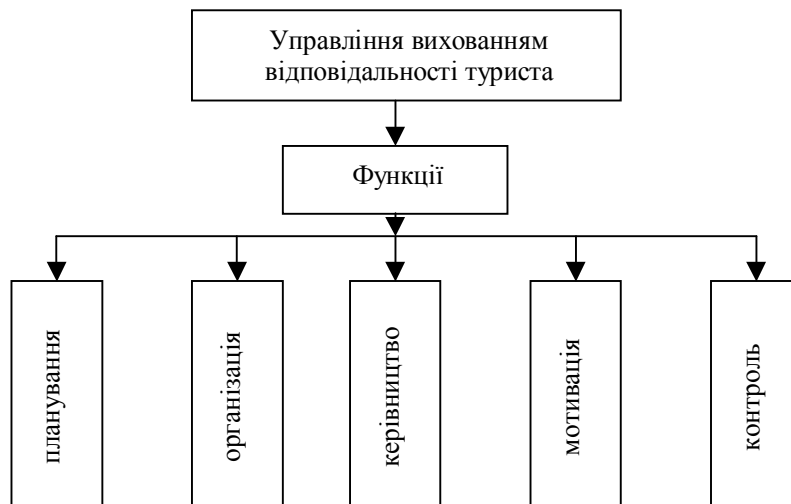 Управління вихованням
відповідальності туриста
Функції
планування
організація
керівництво
мотивація
контроль